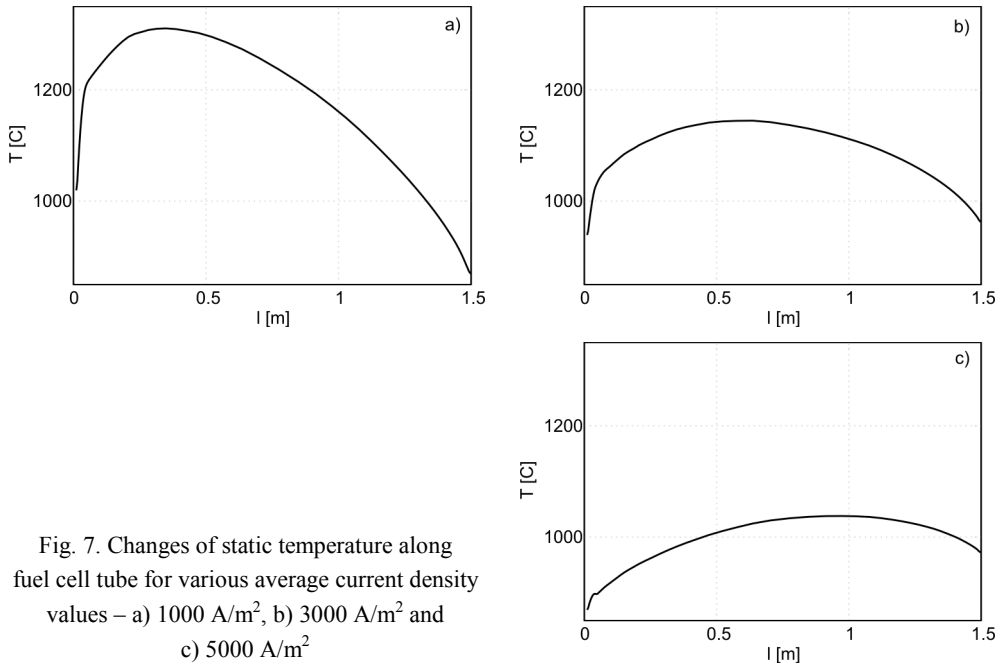 a)
1200
1000
T [C]
0
0.5
1
1.5
l [m]
b)
1200
1000
T [C]
0
0.5
1
1.5
l [m]
c)
1200
1000
T [C]
0
0.5
1
1.5
l [m]
Fig. 7. Changes of static temperature along
fuel cell tube for various average current density
values – a) 1000 A/m², b) 3000 A/m² and
c) 5000 A/m²